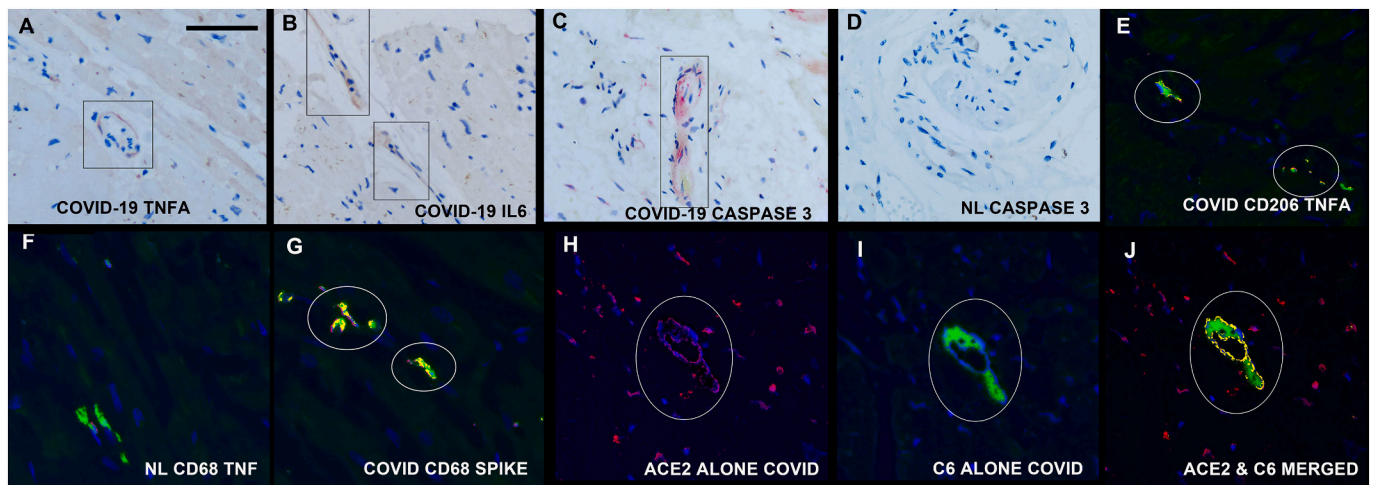 A
COVID-19 TNFA
B
COVID-19 IL6
C
COVID-19 CASPASE 3
D
NL CASPASE 3
E
COVID CD206 TNFA
F
NL CD68 TNF
G
COVID CD68 SPIKE
H
ACE2 ALONE COVID
I
C6 ALONE COVID
J
ACE2 & C6 MERGED